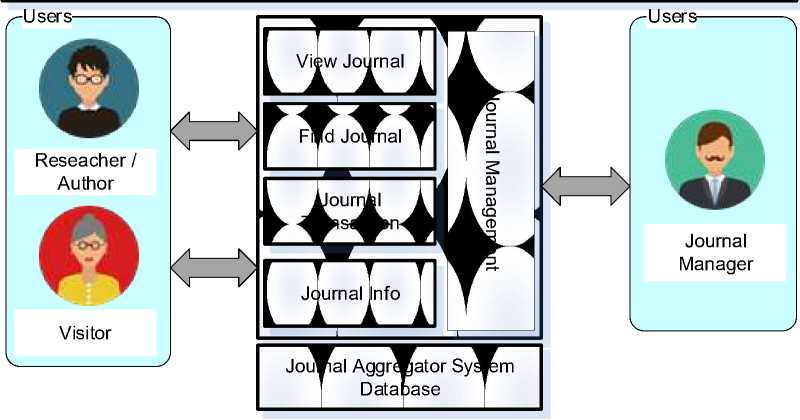 Users
Reseacher /
Author
Visitor
View Journal
Find Journal
Journal
Transaction
Journal Info
Journal Management
Journal Aggregator System
Database
Users
Journal
Manager